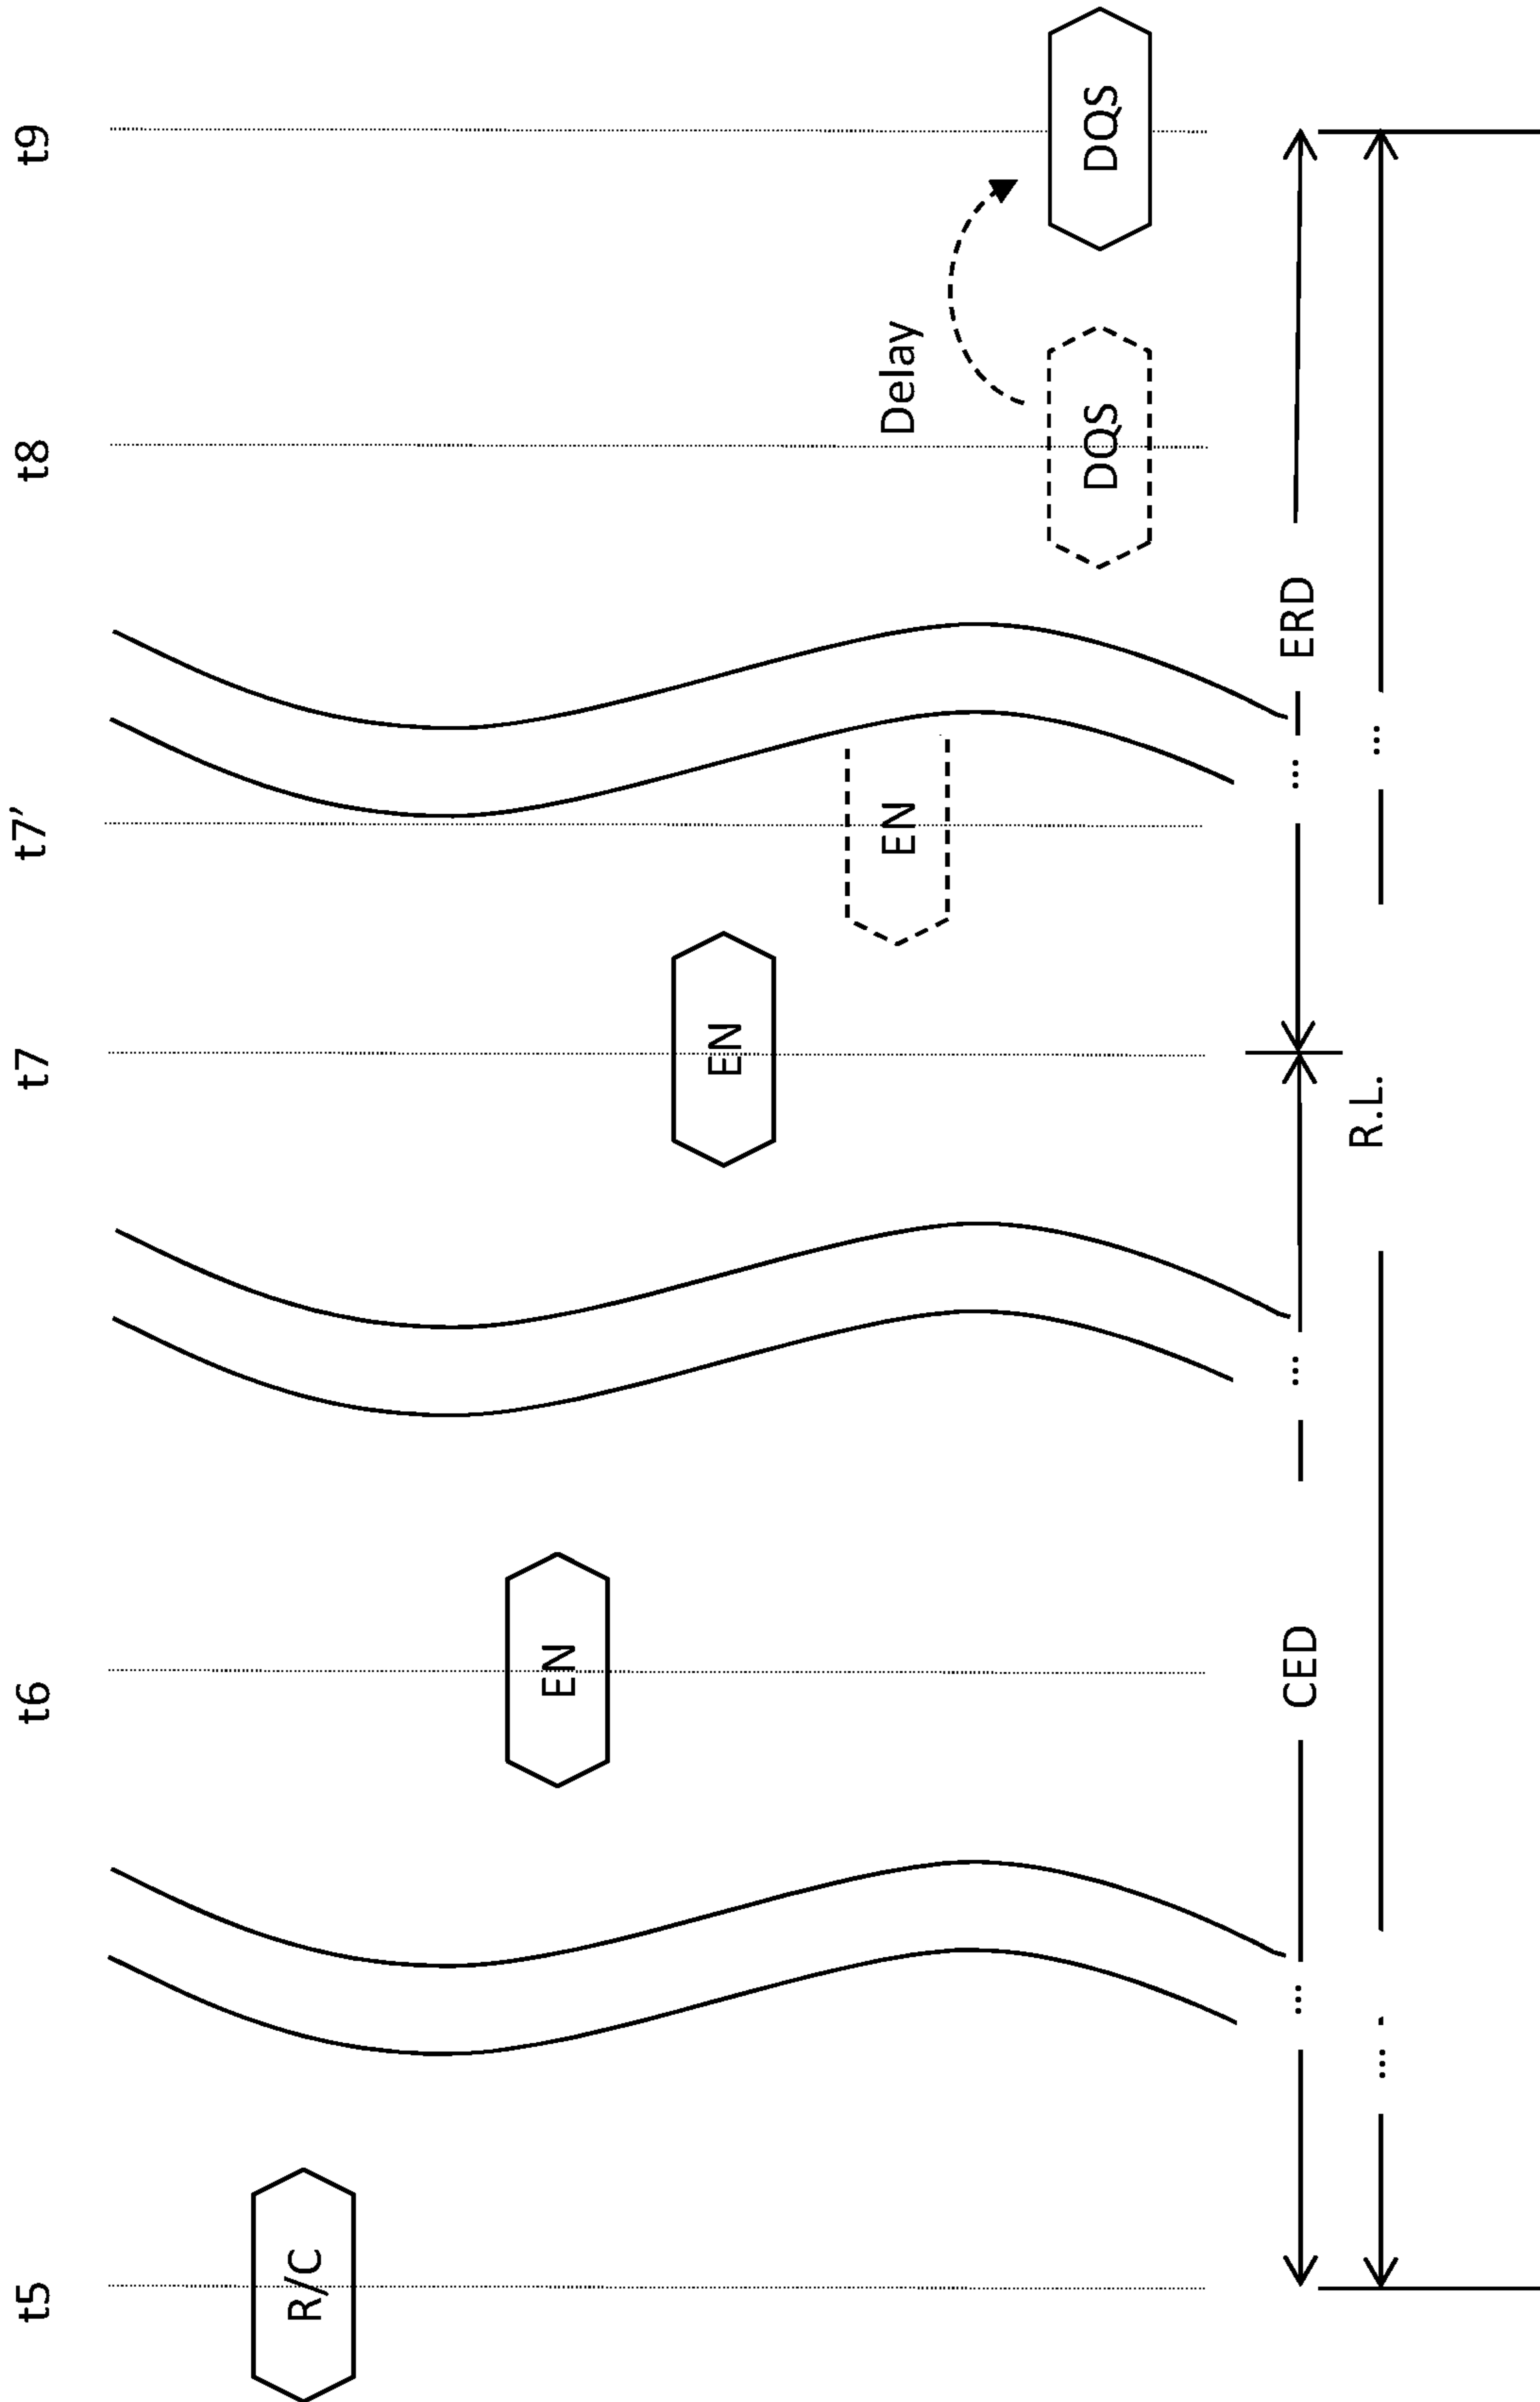 t5 t6 t7 t7′ t8 t9
R/C
EN
EN
EN
Delay
DQS DQS
... CED ... ... ERD
... R.L. ...